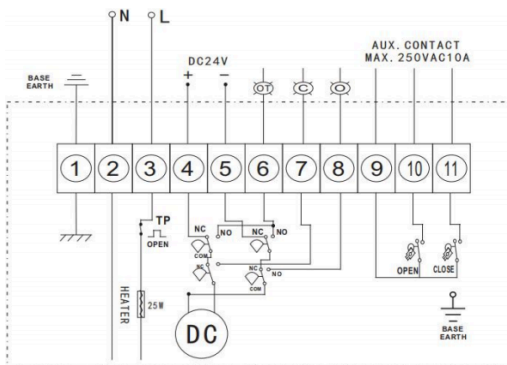 N
L
DC24V
AUX. CONTACT
MAX. 250VAC10A
BASE
EARTH
+
-
OT
C
O
1
2
3
4
5
6
7
8
9
10
11
TP
OPEN
NC
NO
NC
NO
COM
NC
NC
NO
COM
HEATER
25W
DC
OPEN
CLOSE
BASE
EARTH